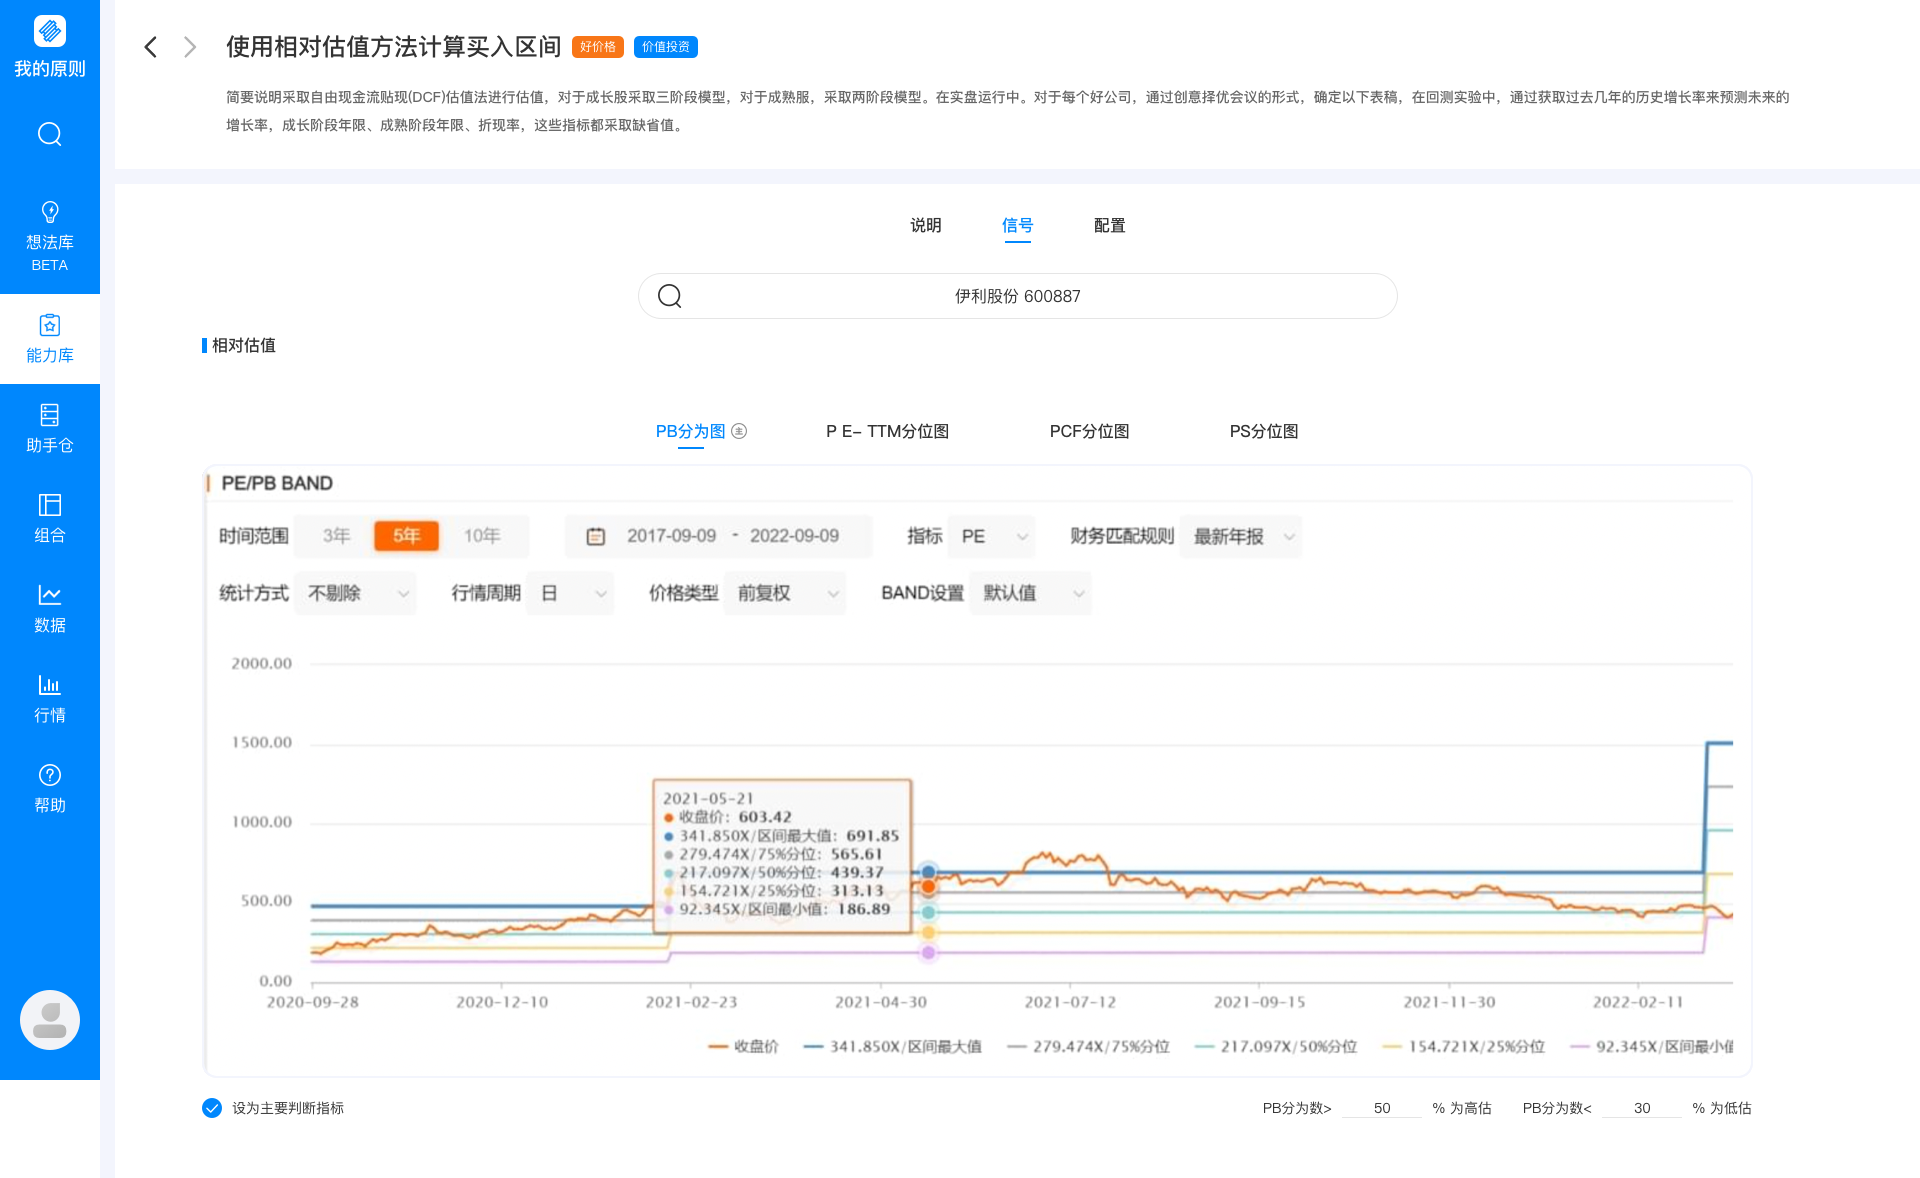 我的原则
想法库
BETA
能力库
助手仓
组合
数据
行情
帮助
使用相对估值方法计算买入区间 好价格 价值投资
简要说明采取自由现金流贴现(DCF)估值法进行估值，对于成长股采取三阶段模型，对于成熟服，采取两阶段模型。在实盘运行中。对于每个好公司，通过创意择优会议的形式，确定以下表稿，在回测实验中，通过获取过去几年的历史增长率来预测未来的
增长率，成长阶段年限、成熟阶段年限、折现率，这些指标都采取缺省值。
说明 信号 配置
伊利股份 600887
相对估值
PB分为图 主 P E- TTM分位图 PCF分位图 PS分位图
PE/PB BAND
时间范围 3年 5年 10年 2017-09-09 - 2022-09-09 指标 PE 财务匹配规则 最新年报
统计方式 不剔除 行情周期 日 价格类型 前复权 BAND设置 默认值
2000.00
1500.00
1000.00
500.00
0.00
2021-05-21
收盘价：603.42
341.850X/区间最大值：691.85
279.474X/75%分位：565.61
217.097X/50%分位：439.37
154.721X/25%分位：313.13
92.345X/区间最小值：186.89
2020-09-28 2020-12-10 2021-02-23 2021-04-30 2021-07-12 2021-09-15 2021-11-30 2022-02-11
收盘价 341.850X/区间最大值 279.474X/75%分位 217.097X/50%分位 154.721X/25%分位 92.345X/区间最小值
设为主要判断指标 PB分为数> 50 % 为高估 PB分为数< 30 % 为低估